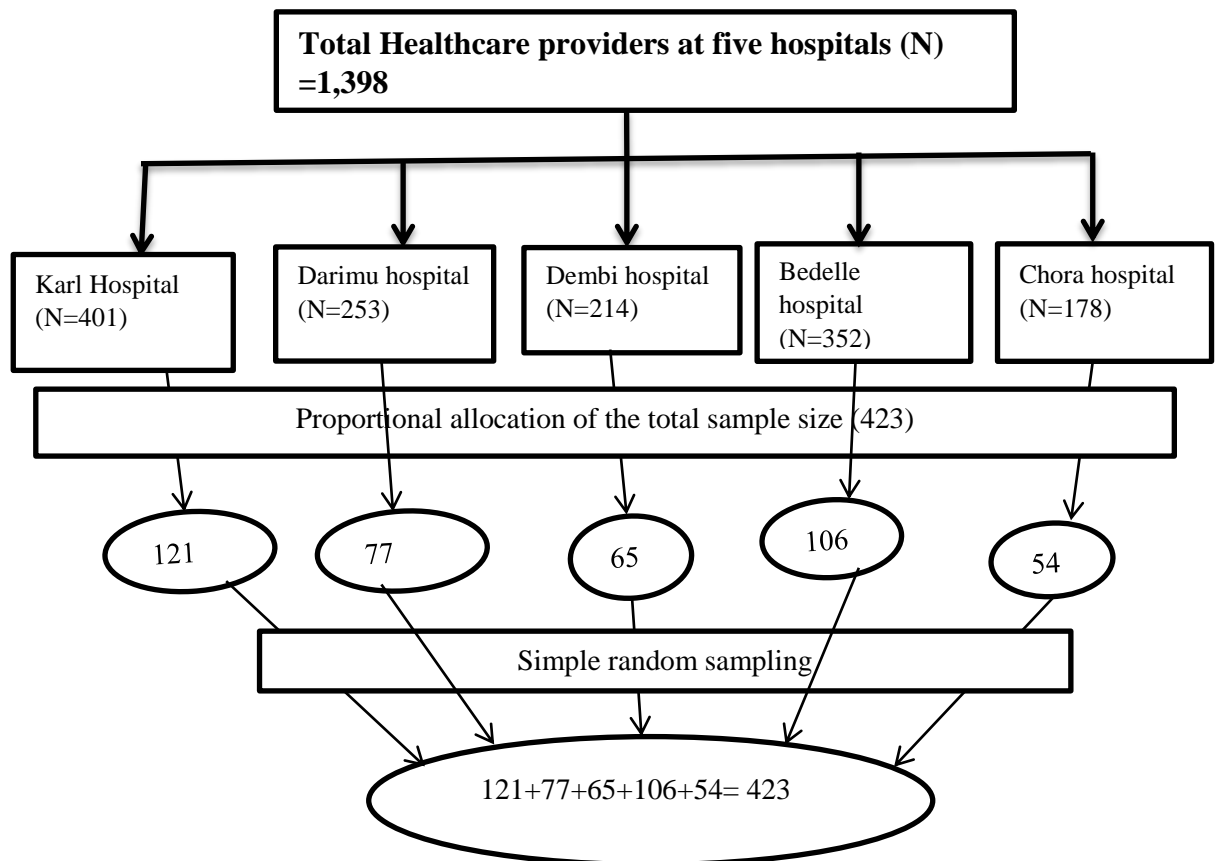 Total Healthcare providers at five hospitals (N)
=1,398
Karl Hospital
(N=401)
Darimu hospital
(N=253)
Dembi hospital
(N=214)
Bedelle
hospital
(N=352)
Chora hospital
(N=178)
Proportional allocation of the total sample size (423)
121
77
65
106
54
Simple random sampling
121+77+65+106+54= 423